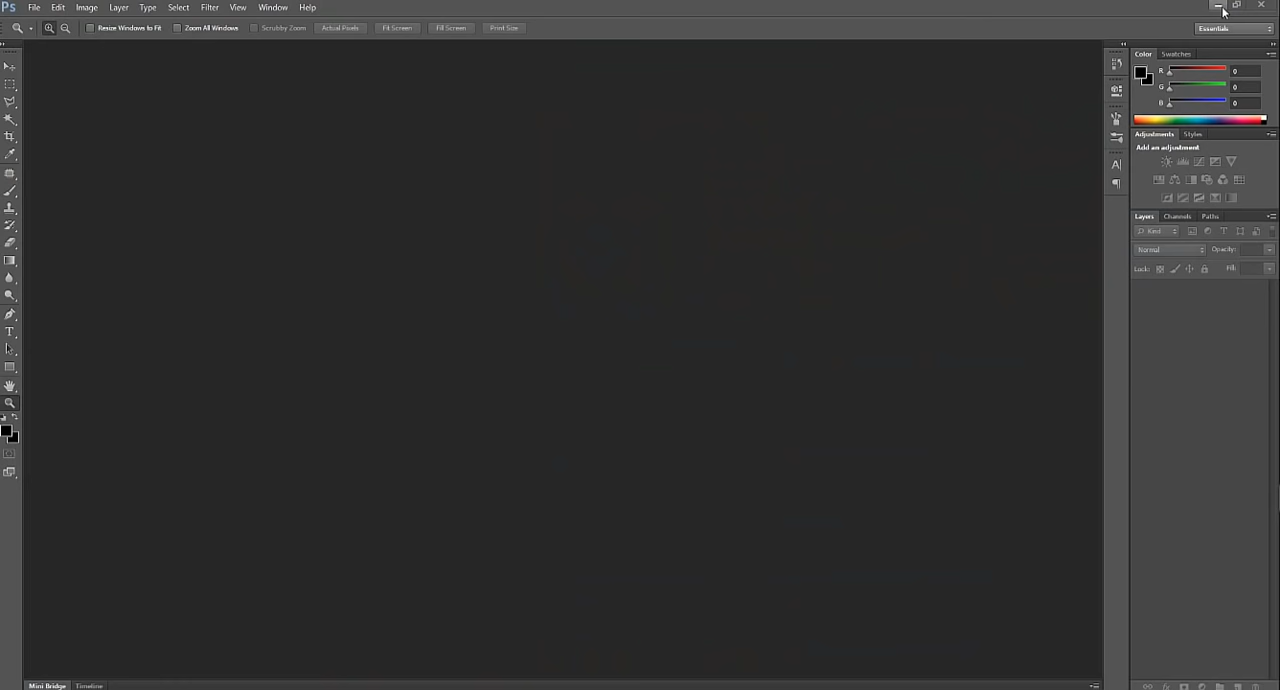 Ps File Edit Image Layer Type Select Filter View Window Help
Resize Windows to Fit Zoom All Windows Scrubby Zoom Actual Pixels Fit Screen Fill Screen Print Size Essentials
Color Swatches
R 0
G 0
B 0
Adjustments Styles
Add an adjustment
Layers Channels Paths
Kind
Normal Opacity:
Lock: Fill:
Mini Bridge Timeline